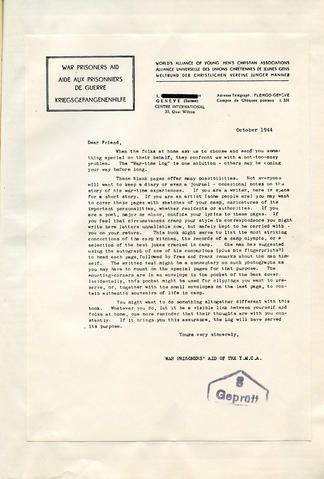 WAR PRISONERS AID
AIDE AUX PRISONNIERS
DE GUERRE
KRIEGSGEFANGENENHILFE
WORLD'S ALLIANCE OF YOUNG MEN'S CHRISTIAN ASSOCIATIONS
ALLIANCE UNIVERSELLE DES UNIONS CHRÉTIENNES DE JEUNES GENS
WELTBUND DER CHRISTLICHEN VEREINE JUNGER MÄNNER
GENÈVE (Suisse)
CENTRE INTERNATIONAL
52, Quai Wilson
Adresse Télégraph.: FLEMGO-GENÈVE
Compte de Chèques postaux: I. 331
October 1944
Dear Friend,
When the folks at home ask us to choose and send you some-
thing special on their behalf, they confront us with a not-too-easy
problem. The "War-time Log" is one solution - others may be coming
your way before long.
These blank pages offer many possibilities. Not everyone
will want to keep a diary or even a journal - occasional notes on the
story of his war-time experiences. If you are a writer, here is space
for a short story. If you are an artist (some people are) you may want
to cover these pages with sketches of your camp, caricatures of its
important personalities, whether residents or authorities. If you
are a poet, major or minor, confide your lyrics to these pages. If
you feel that circumstances cramp your style in correspondence you might
write here letters unmailable now, but safely kept to be carried with
you on your return. This book might serve to list the most striking
concoctions of the camp kitchen, the records of a camp olympic, or a
selection of the best jokes cracked in camp. One man has suggested
using the autograph of one of his companions (plus his fingerprints?)
to head each page, followed by free and frank remarks about the man him-
self. The written text might be a commentary on such photographs as
you may have to mount on the special pages for that purpose. The
mounting-corners are in an envelope in the pocket of the back cover.
Incidentally, this pocket might be used for clippings you want to pre-
serve, or, together with the small envelopes on the last page, to con-
tain authentic souvenirs of life in camp.
You might want to do something altogether different with this
book. Whatever you do, let it be a visible link between yourself and
folks at home, one more reminder that their thoughts are with you con-
stantly. If it brings you this assurance, the Log will have served
its purpose.
Yours very sincerely,
WAR PRISONERS' AID OF THE Y.M.C.A.
8
Geprüft